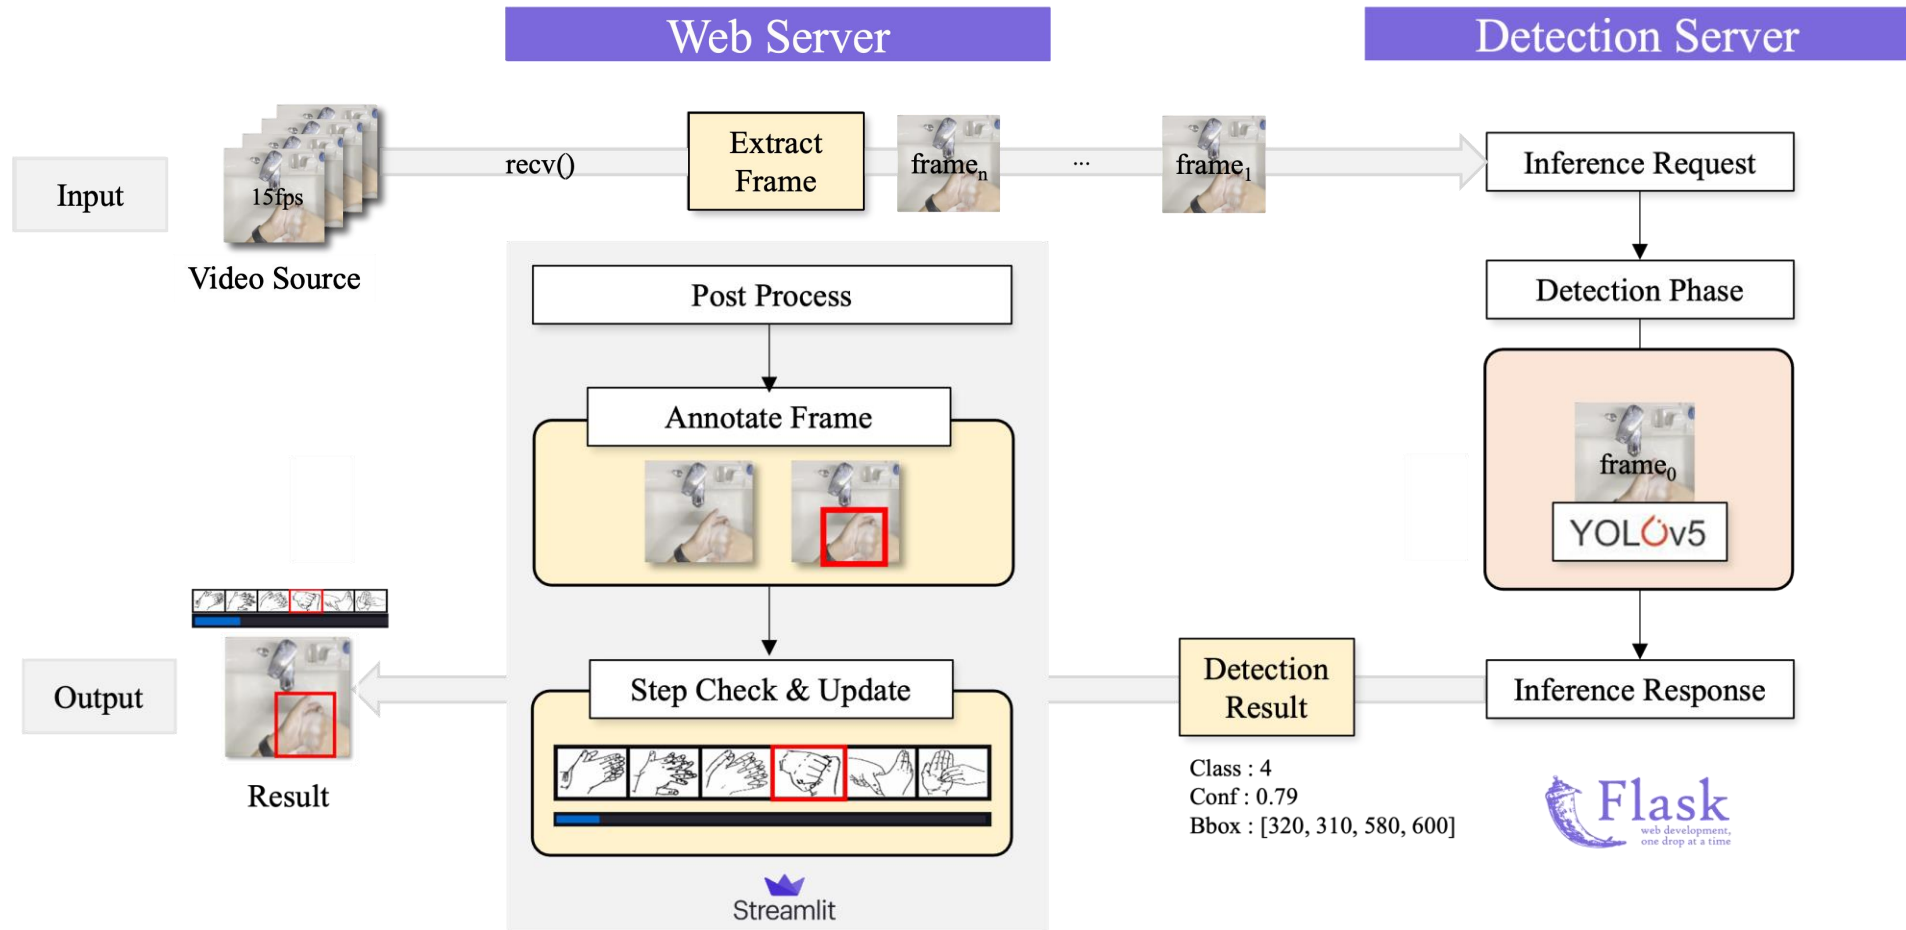 Web Server
Detection Server
Input
15fps
Video Source
recv()
Extract
Frame
frameₙ
...
frame₁
Inference Request
Detection Phase
frame₀
YOLOv5
Inference Response
Detection
Result
Class : 4
Conf : 0.79
Bbox : [320, 310, 580, 600]
Flask
web development,
one drop at a time
Post Process
Annotate Frame
Step Check & Update
Streamlit
Output
Result